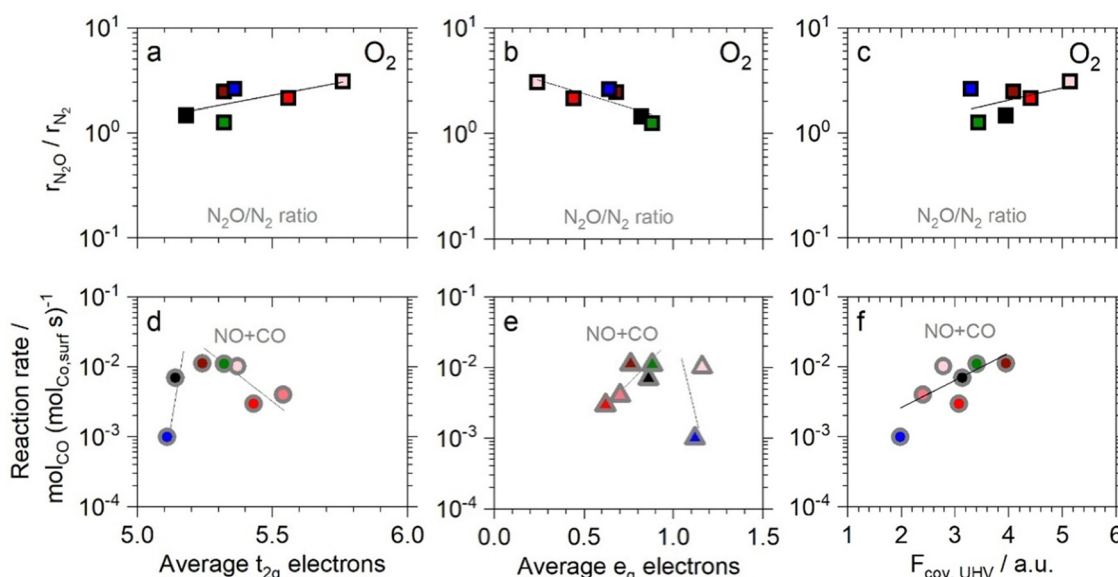 r_N₂O / r_N₂
10¹
10⁰
10⁻¹
a
O₂
N₂O/N₂ ratio
10¹
10⁰
10⁻¹
b
O₂
N₂O/N₂ ratio
10¹
10⁰
10⁻¹
c
O₂
N₂O/N₂ ratio
Reaction rate /
mol_CO (mol_Co,surf s)⁻¹
10⁻¹
10⁻²
10⁻³
10⁻⁴
d
NO+CO
5.0 5.5 6.0
Average t₂g electrons
10⁻¹
10⁻²
10⁻³
10⁻⁴
e
NO+CO
0.0 0.5 1.0 1.5
Average e_g electrons
10⁻¹
10⁻²
10⁻³
10⁻⁴
f
NO+CO
1 2 3 4 5 6
F_cov, UHV / a.u.